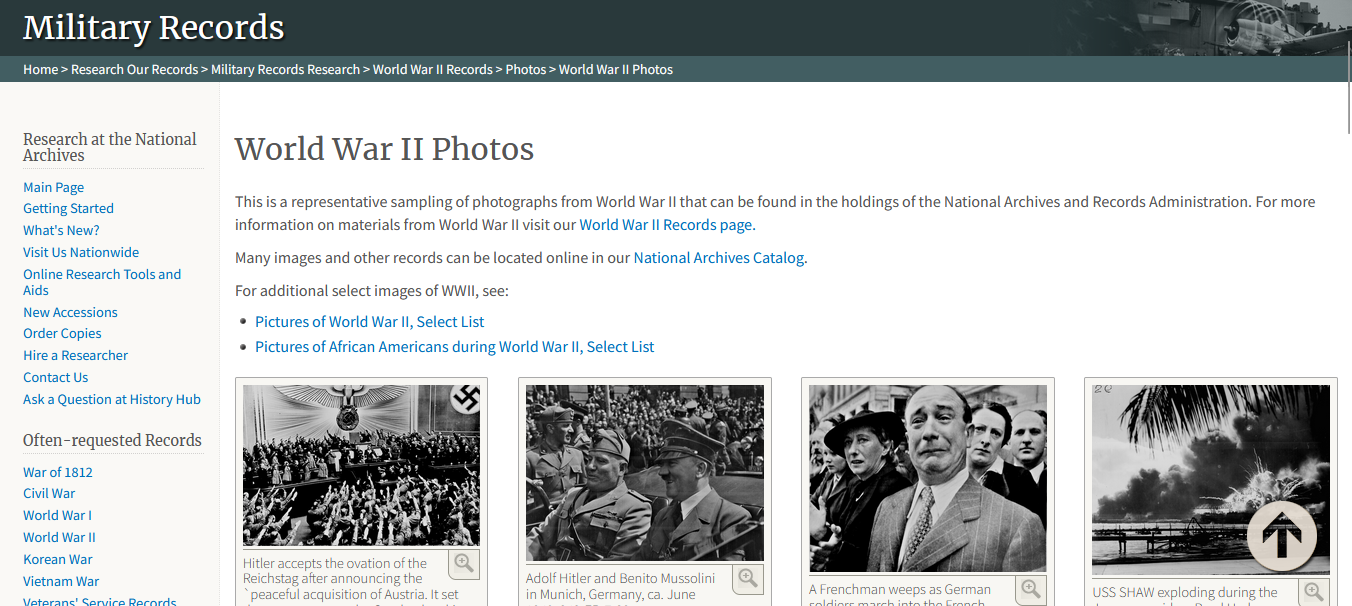 Military Records
Home > Research Our Records > Military Records Research > World War II Records > Photos > World War II Photos
Research at the National
Archives
Main Page
Getting Started
What's New?
Visit Us Nationwide
Online Research Tools and
Aids
New Accessions
Order Copies
Hire a Researcher
Contact Us
Ask a Question at History Hub
Often-requested Records
War of 1812
Civil War
World War I
World War II
Korean War
Vietnam War
Veterans' Service Records
World War II Photos
This is a representative sampling of photographs from World War II that can be found in the holdings of the National Archives and Records Administration. For more
information on materials from World War II visit our World War II Records page.
Many images and other records can be located online in our National Archives Catalog.
For additional select images of WWII, see:
Pictures of World War II, Select List
Pictures of African Americans during World War II, Select List
Hitler accepts the ovation of the
Reichstag after announcing the
`peaceful acquisition of Austria. It set
Adolf Hitler and Benito Mussolini
in Munich, Germany, ca. June
A Frenchman weeps as German
soldiers march into the French
USS SHAW exploding during the